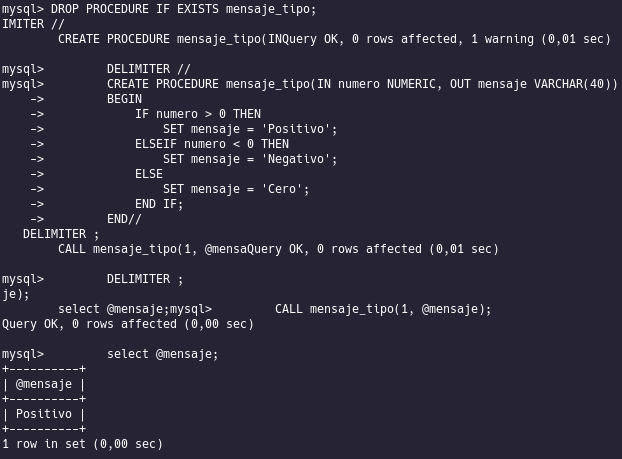 mysql> DROP PROCEDURE IF EXISTS mensaje_tipo;
IMITER //
        CREATE PROCEDURE mensaje_tipo(INQuery OK, 0 rows affected, 1 warning (0,01 sec)
mysql>         DELIMITER //
mysql>         CREATE PROCEDURE mensaje_tipo(IN numero NUMERIC, OUT mensaje VARCHAR(40))
    ->         BEGIN
    ->             IF numero > 0 THEN
    ->                 SET mensaje = 'Positivo';
    ->             ELSEIF numero < 0 THEN
    ->                 SET mensaje = 'Negativo';
    ->             ELSE
    ->                 SET mensaje = 'Cero';
    ->             END IF;
    ->         END//
   DELIMITER ;
        CALL mensaje_tipo(1, @mensaQuery OK, 0 rows affected (0,01 sec)
mysql>         DELIMITER ;
je);
        select @mensaje;mysql>         CALL mensaje_tipo(1, @mensaje);
Query OK, 0 rows affected (0,00 sec)
mysql>         select @mensaje;
+----------+
| @mensaje |
+----------+
| Positivo |
+----------+
1 row in set (0,00 sec)